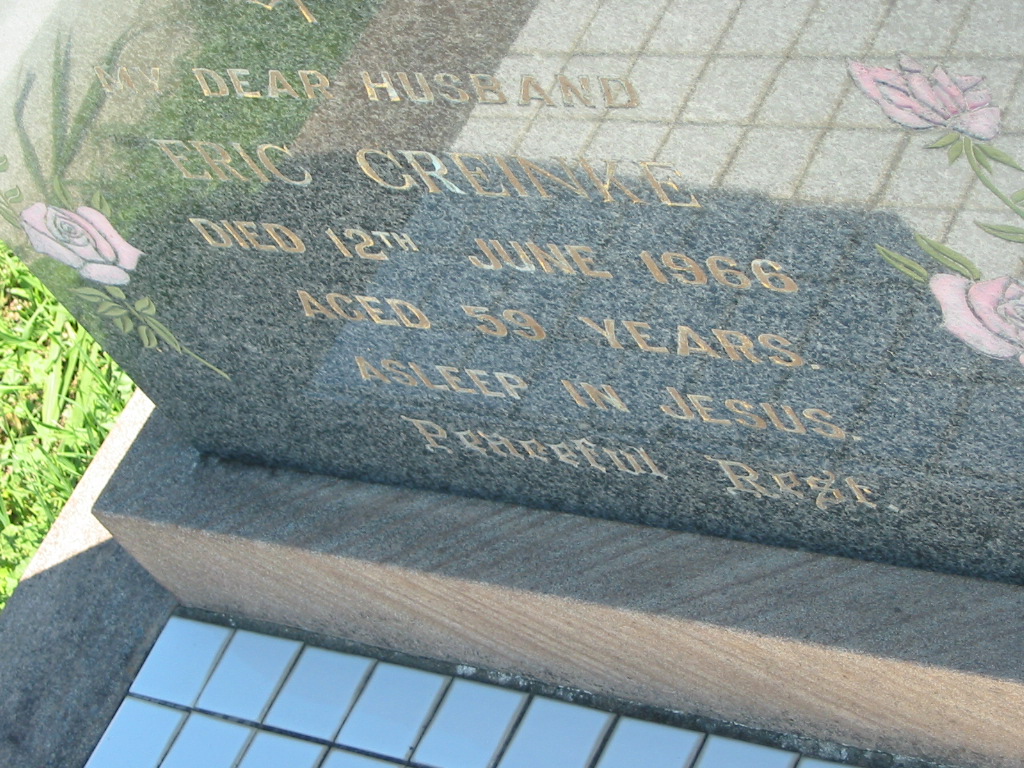 MY DEAR HUSBAND
ERIC GREINKE
DIED 12TH JUNE 1966
AGED 59 YEARS.
ASLEEP IN JESUS.
Peaceful Rest.